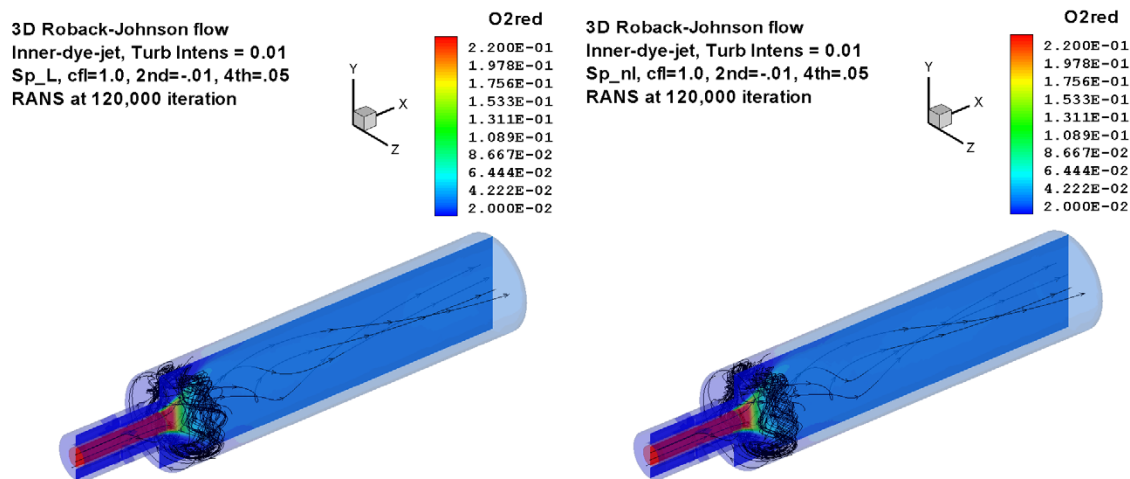 3D Roback-Johnson flow
Inner-dye-jet, Turb Intens = 0.01
Sp_L, cfl=1.0, 2nd=-.01, 4th=.05
RANS at 120,000 iteration
Y
X
Z
O2red
2.200E-01
1.978E-01
1.756E-01
1.533E-01
1.311E-01
1.089E-01
8.667E-02
6.444E-02
4.222E-02
2.000E-02
3D Roback-Johnson flow
Inner-dye-jet, Turb Intens = 0.01
Sp_nl, cfl=1.0, 2nd=-.01, 4th=.05
RANS at 120,000 iteration
Y
X
Z
O2red
2.200E-01
1.978E-01
1.756E-01
1.533E-01
1.311E-01
1.089E-01
8.667E-02
6.444E-02
4.222E-02
2.000E-02